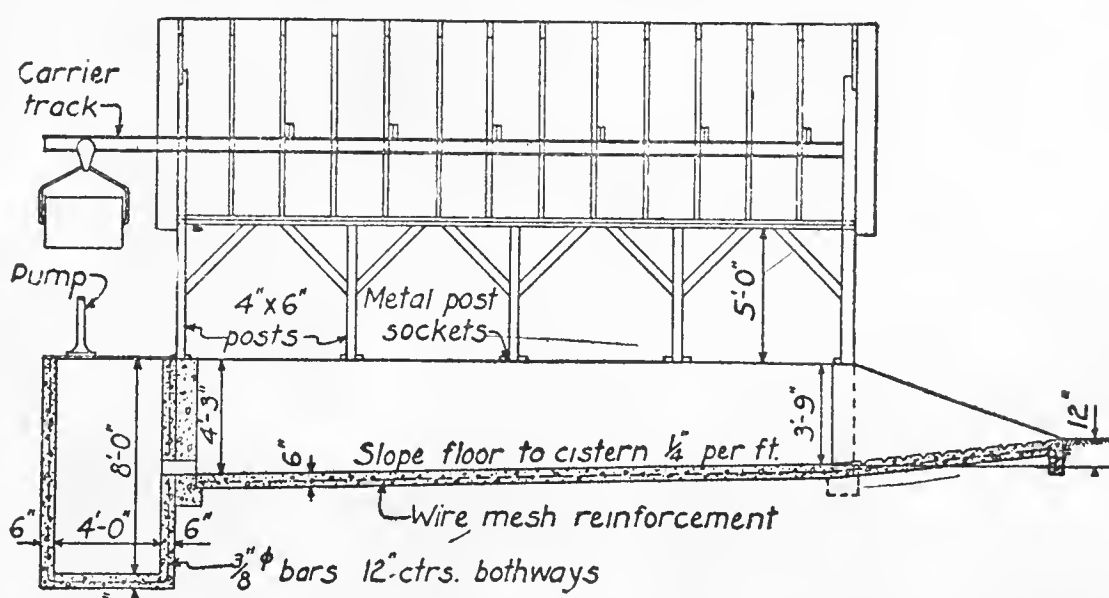 Carrier
track
Pump
4" x 6"
posts
Metal post
sockets
5'-0"
8'-0"
4'-3"
6"
Slope floor to cistern ¼" per ft.
3'-9"
12"
6"
4'-0"
6"
Wire mesh reinforcement
3/8" ϕ bars 12" ctrs. bothways